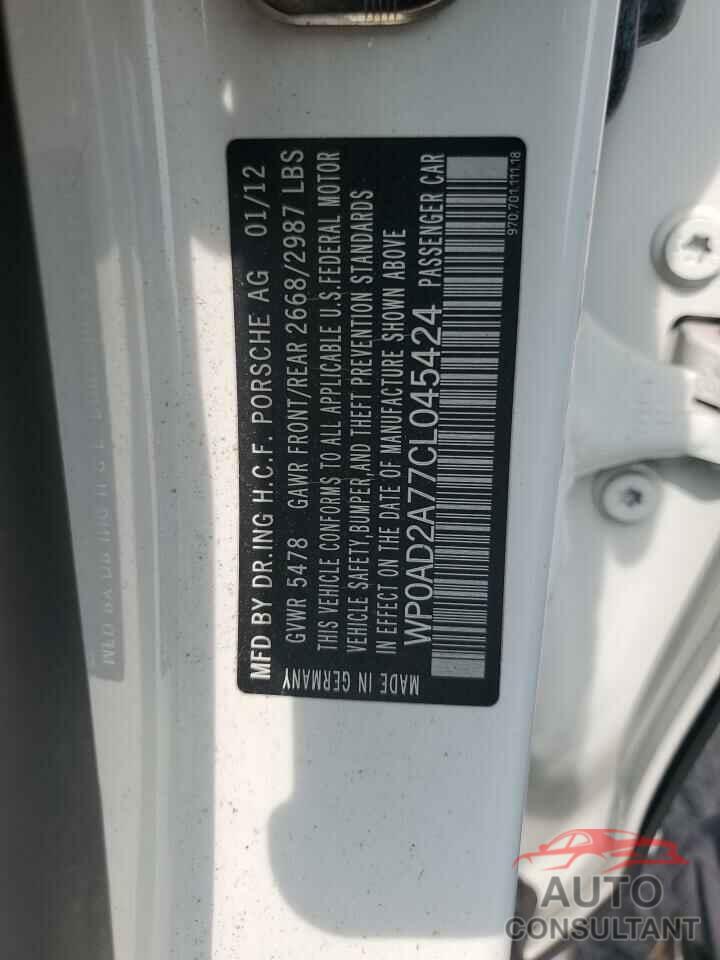 MFD BY DR.ING H.C.F. PORSCHE AG 01/12
GVWR 5478 GAWR FRONT/REAR 2668/2987 LBS
THIS VEHICLE CONFORMS TO ALL APPLICABLE U.S. FEDERAL MOTOR
VEHICLE SAFETY, BUMPER, AND THEFT PREVENTION STANDARDS
IN EFFECT ON THE DATE OF MANUFACTURE SHOWN ABOVE
MADE IN GERMANY WP0AD2A77CL045424 PASSENGER CAR
970.701.111.18
AUTO
CONSULTANT